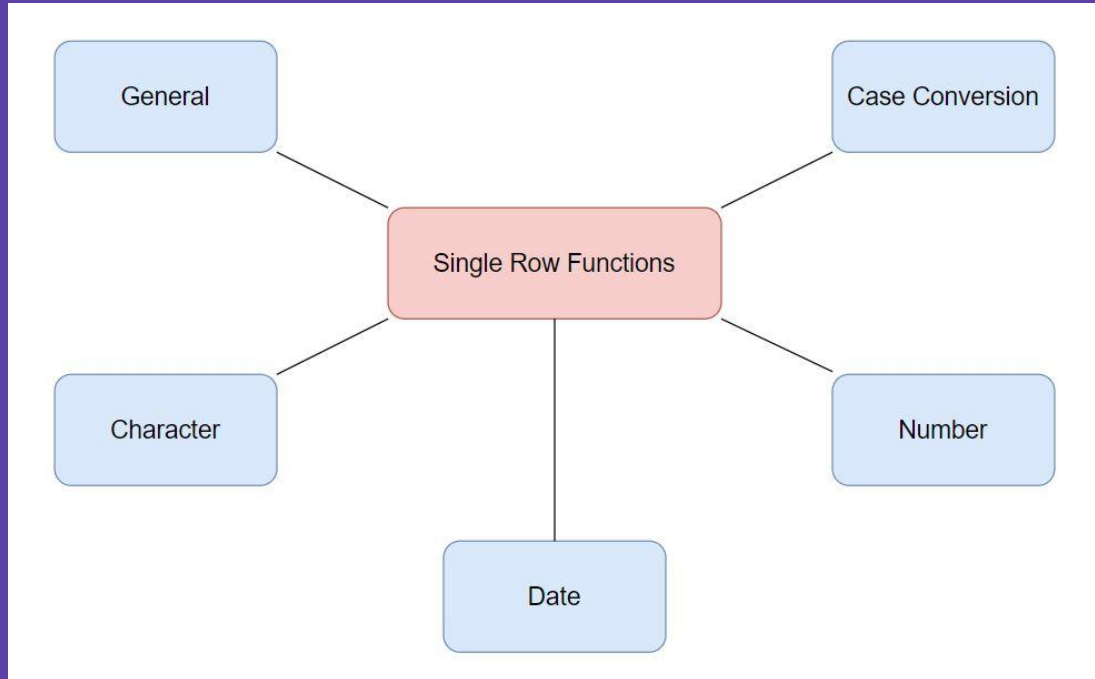 General
Case Conversion
Single Row Functions
Character
Number
Date